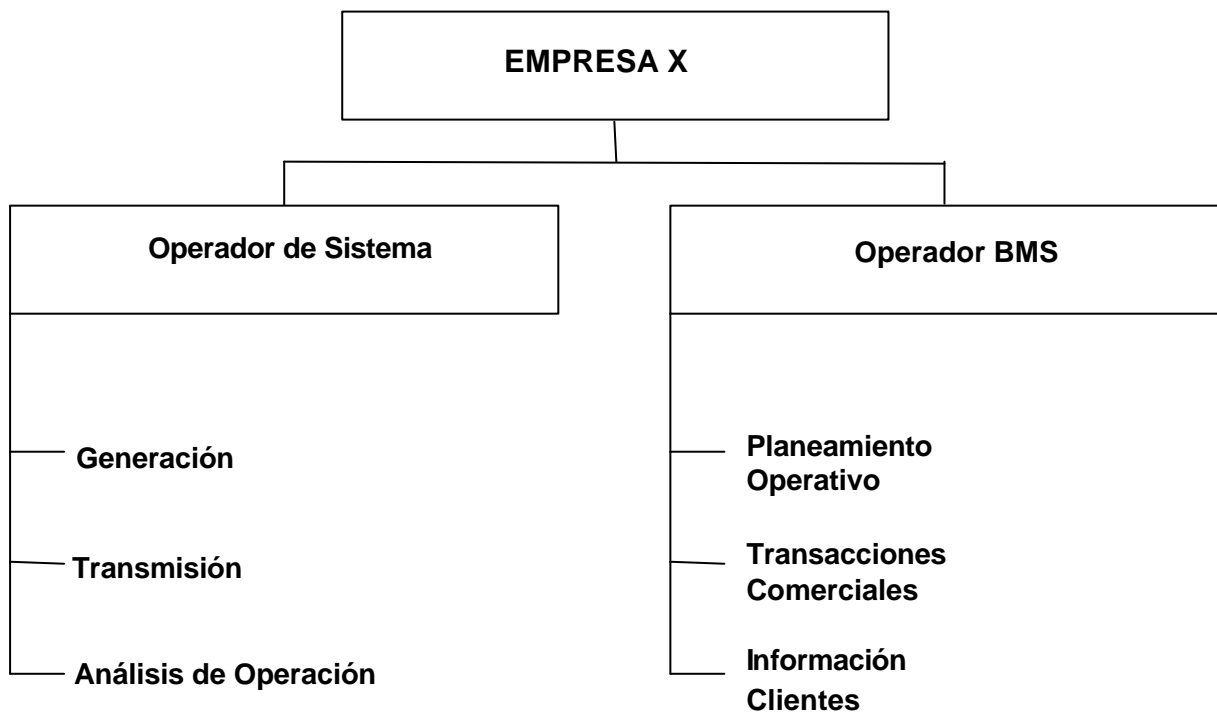 EMPRESA X
Operador de Sistema
Operador BMS
Generación
Transmisión
Análisis de Operación
Planeamiento
Operativo
Transacciones
Comerciales
Información
Clientes